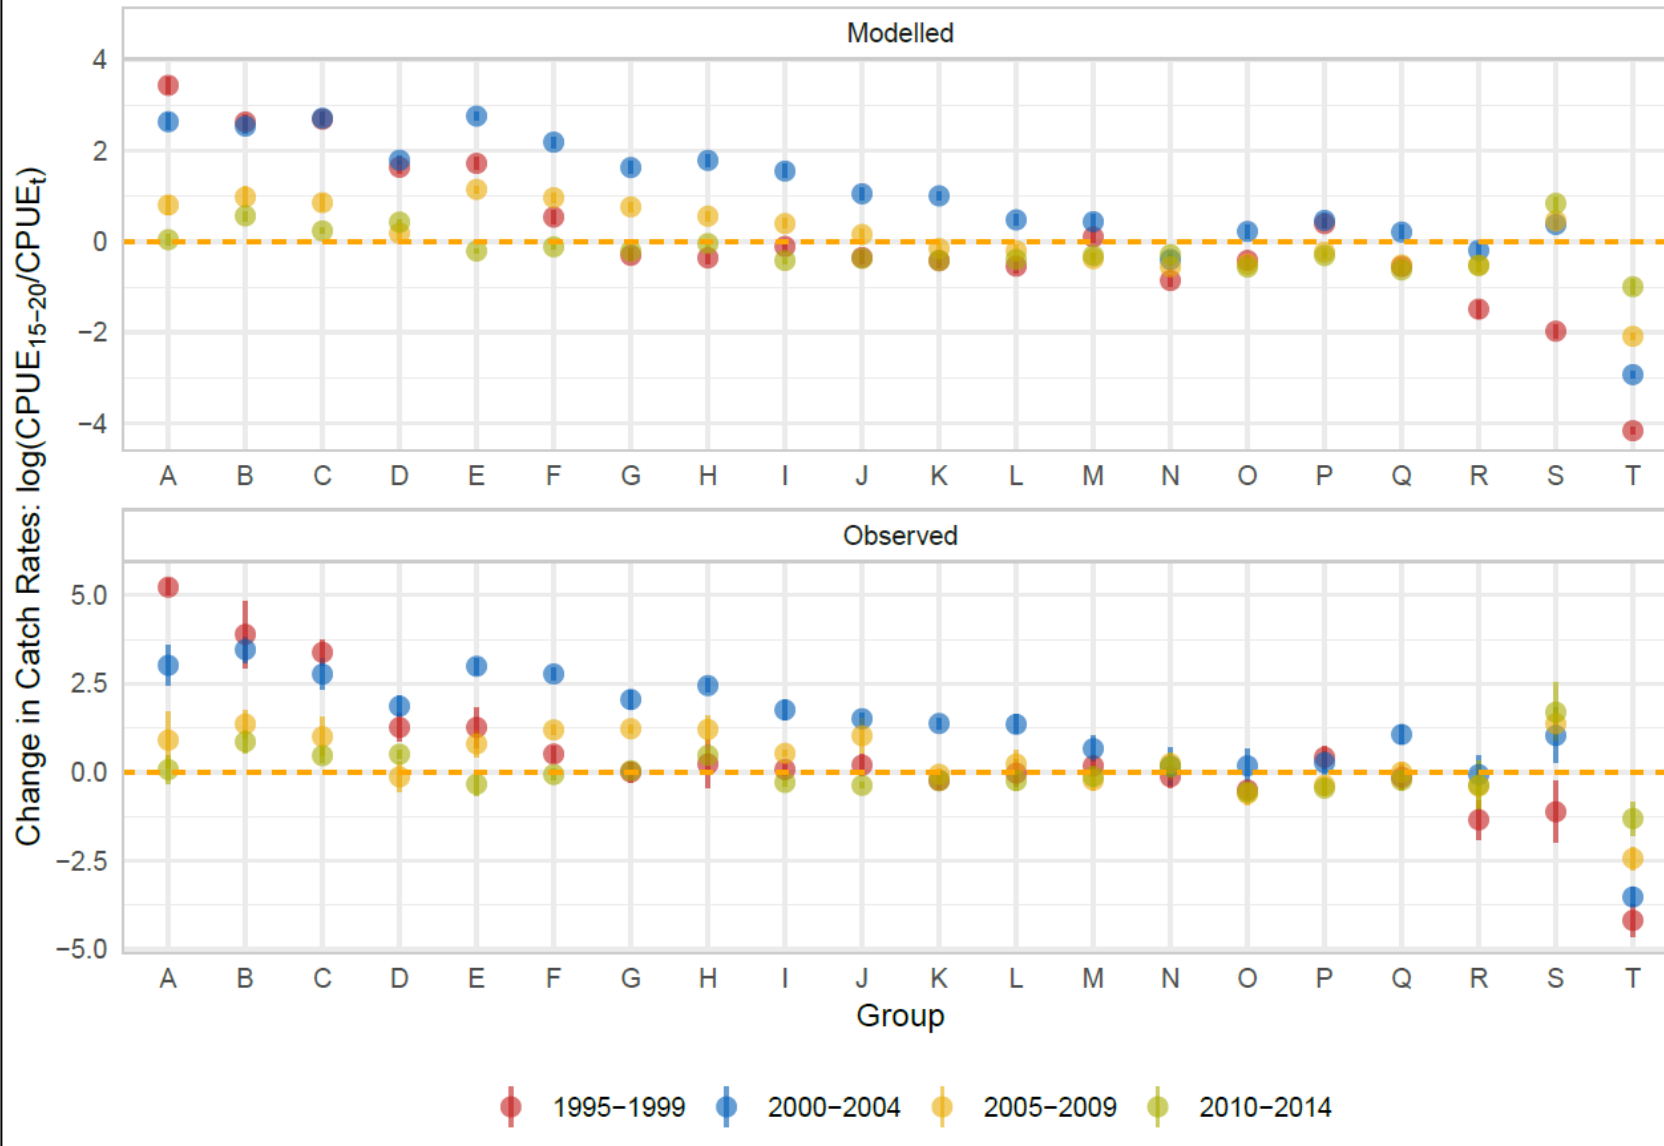 Change in Catch Rates: log(CPUE₁₅₋₂₀/CPUEₜ)
Modelled
4
2
0
−2
−4
A B C D E F G H I J K L M N O P Q R S T
Observed
5.0
2.5
0.0
−2.5
−5.0
A B C D E F G H I J K L M N O P Q R S T
Group
1995−1999 2000−2004 2005−2009 2010−2014